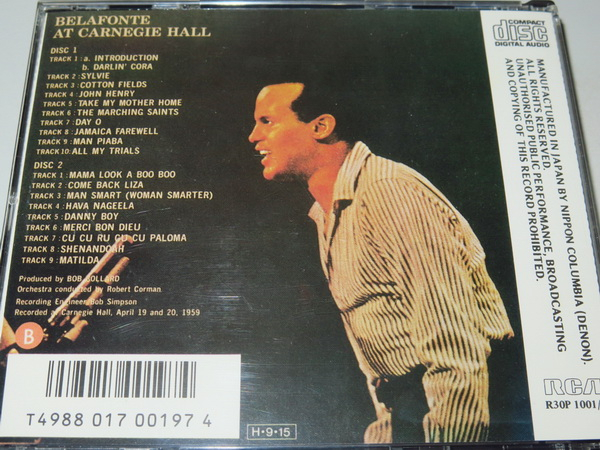 BELAFONTE
AT CARNEGIE HALL
DISC 1
TRACK 1 : a. INTRODUCTION
b. DARLIN' CORA
TRACK 2 : SYLVIE
TRACK 3 : COTTON FIELDS
TRACK 4 : JOHN HENRY
TRACK 5 : TAKE MY MOTHER HOME
TRACK 6 : THE MARCHING SAINTS
TRACK 7 : DAY O
TRACK 8 : JAMAICA FAREWELL
TRACK 9 : MAN PIABA
TRACK 10: ALL MY TRIALS
DISC 2
TRACK 1 : MAMA LOOK A BOO BOO
TRACK 2 : COME BACK LIZA
TRACK 3 : MAN SMART (WOMAN SMARTER)
TRACK 4 : HAVA NAGEELA
TRACK 5 : DANNY BOY
TRACK 6 : MERCI BON DIEU
TRACK 7 : CU CU RU CU CU PALOMA
TRACK 8 : SHENANDOAH
TRACK 9 : MATILDA
Produced by BOB BOLLARD
Orchestra conducted by Robert Corman
Recording Engineer Bob Simpson
Recorded at Carnegie Hall, April 19 and 20, 1959
B
T4988 017 00197 4
H·9·15
COMPACT
disc
DIGITAL AUDIO
MANUFACTURED IN JAPAN BY NIPPON COLUMBIA (DENON).
ALL RIGHTS RESERVED.
UNAUTHORISED PUBLIC PERFORMANCE, BROADCASTING
AND COPYING OF THIS RECORD PROHIBITED.
RCA
R30P 1001/